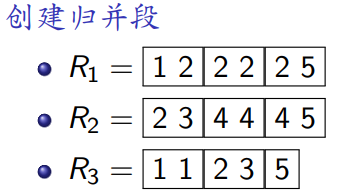 创建归并段
R₁ = 1 2 2 2 2 5
R₂ = 2 3 4 4 4 5
R₃ = 1 1 2 3 5